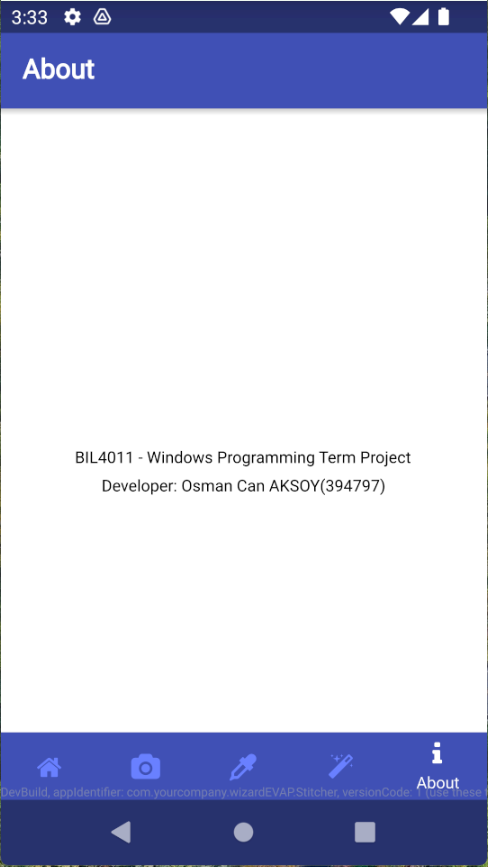 3:33
About
BIL4011 - Windows Programming Term Project
Developer: Osman Can AKSOY(394797)
About
DevBuild, appIdentifier: com.yourcompany.wizardEVAP.Stitcher, versionCode: 1 (use these